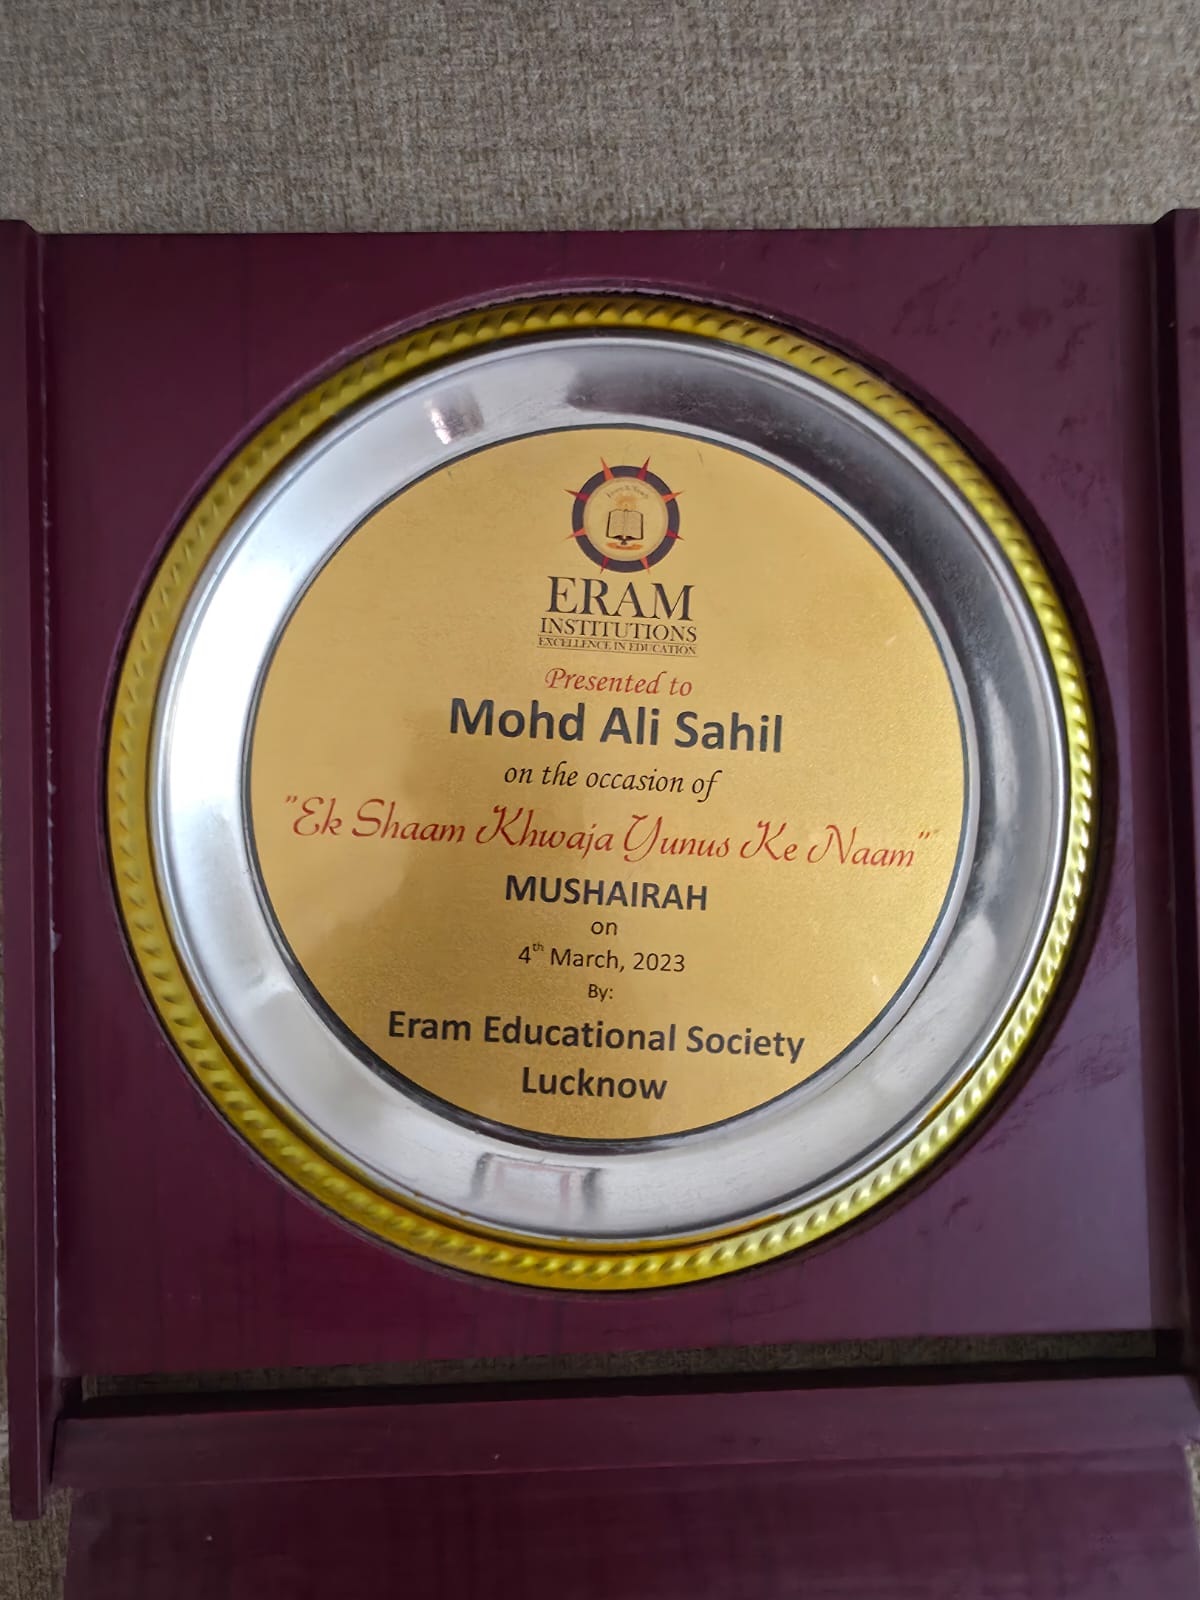 ERAM
INSTITUTIONS
EXCELLENCE IN EDUCATION
Presented to
Mohd Ali Sahil
on the occasion of
"Ek Shaam Khwaja Yunus Ke Naam"
MUSHAIRAH
on
4th March, 2023
By:
Eram Educational Society
Lucknow